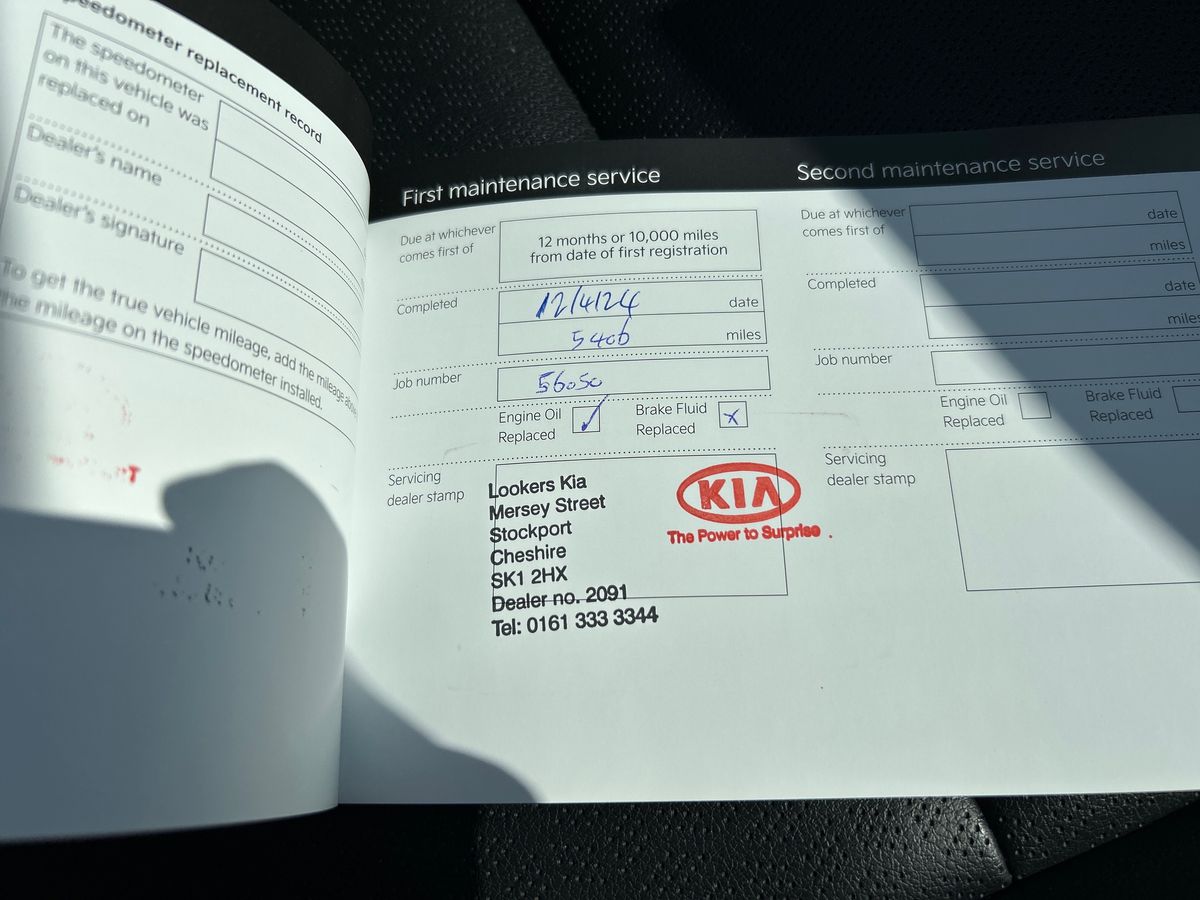 Speedometer replacement record
The speedometer
on this vehicle was
replaced on
Dealer's name
Dealer's signature
To get the true vehicle mileage, add the mileage above
the mileage on the speedometer installed.
First maintenance service
Due at whichever
comes first of
12 months or 10,000 miles
from date of first registration
Completed
12/4/24
date
5406
miles
Job number
56050
Engine Oil
Replaced
Brake Fluid
Replaced
Servicing
dealer stamp
Lookers Kia
Mersey Street
Stockport
Cheshire
SK1 2HX
Dealer no. 2091
Tel: 0161 333 3344
KIA
The Power to Surprise
Second maintenance service
Due at whichever
comes first of
date
miles
Completed
date
miles
Job number
Engine Oil
Replaced
Brake Fluid
Replaced
Servicing
dealer stamp